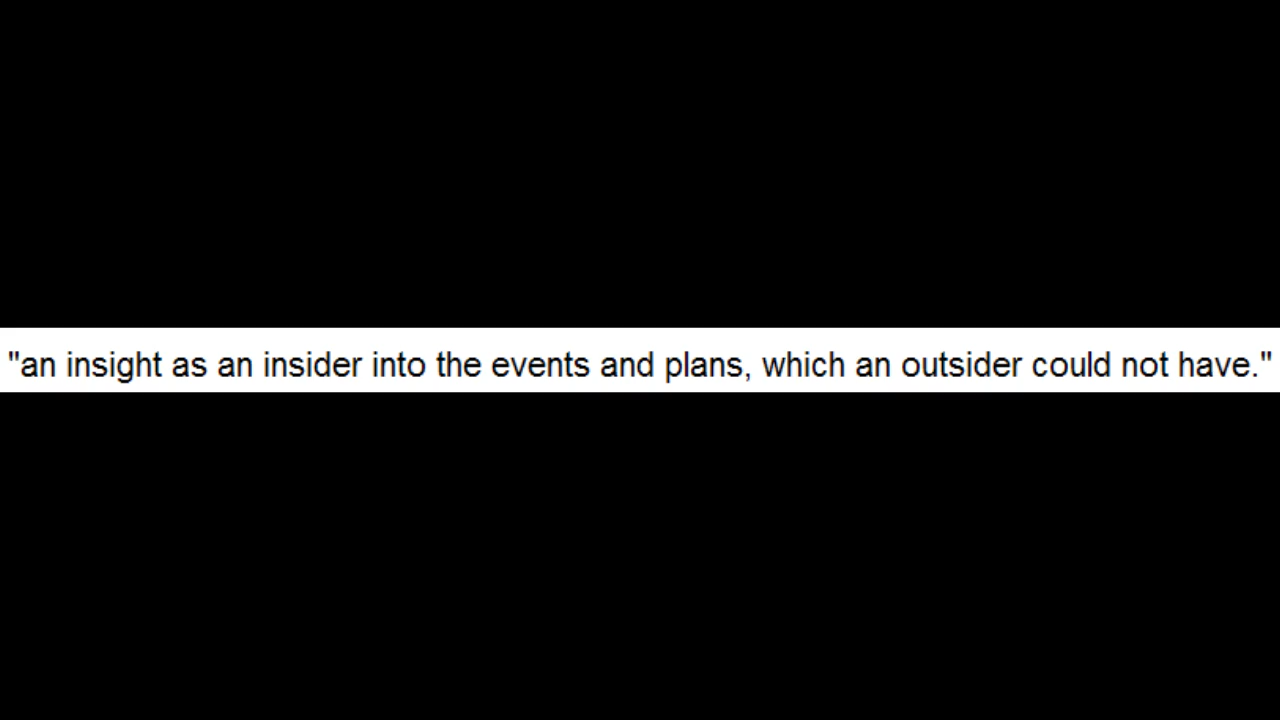 "an insight as an insider into the events and plans, which an outsider could not have."